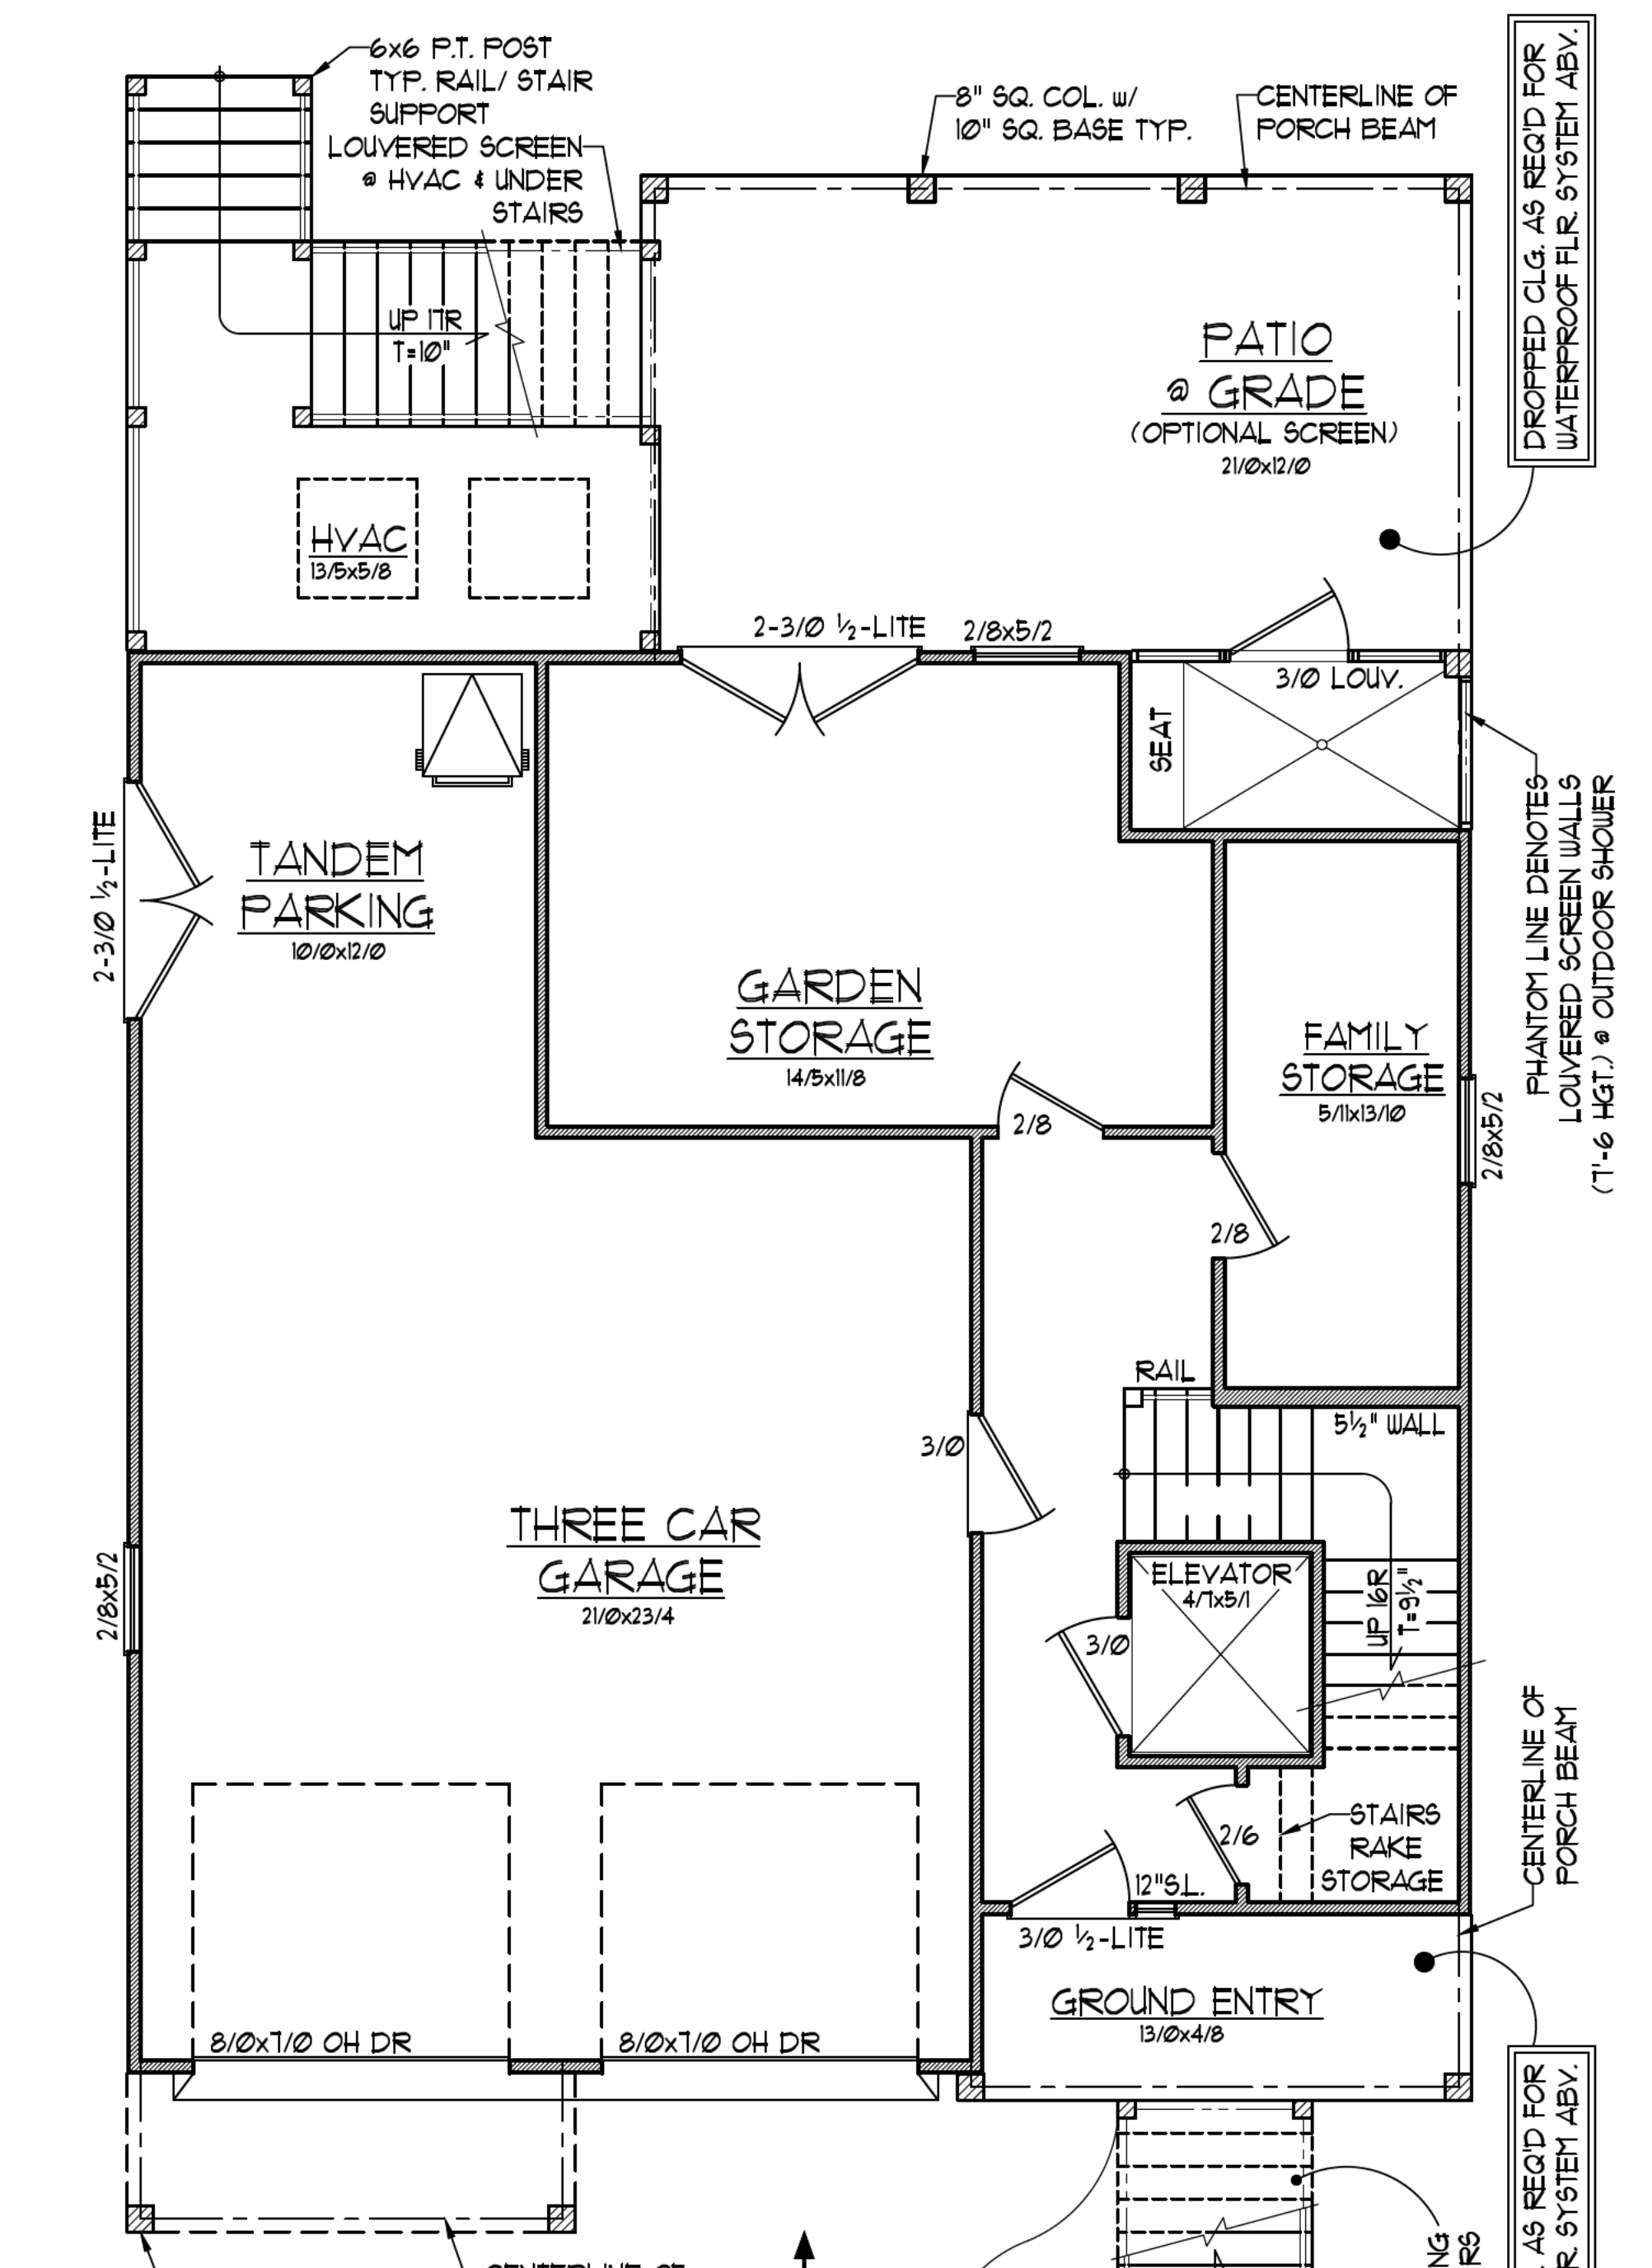 6x6 P.T. POST
TYP. RAIL/ STAIR
SUPPORT
LOUVERED SCREEN
@ HVAC & UNDER
STAIRS
8" SQ. COL. w/
10" SQ. BASE TYP.
CENTERLINE OF
PORCH BEAM
DROPPED CLG. AS REQ'D FOR
WATERPROOF FLR. SYSTEM ABV.
UP 17R
T=10"
PATIO
@ GRADE
(OPTIONAL SCREEN)
21/0x12/0
HVAC
13/5x5/8
2-3/0 ½-LITE
2/8x5/2
3/0 LOUV.
SEAT
PHANTOM LINE DENOTES
LOUVERED SCREEN WALLS
(7'-6 HGT.) @ OUTDOOR SHOWER
2-3/0 ½-LITE
TANDEM
PARKING
10/0x12/0
GARDEN
STORAGE
14/5x11/8
FAMILY
STORAGE
5/11x13/10
2/8x5/2
2/8
2/8
RAIL
5½" WALL
3/0
THREE CAR
GARAGE
21/0x23/4
2/8x5/2
ELEVATOR
4/7x5/1
3/0
UP 16R
T=9½"
CENTERLINE OF
PORCH BEAM
STAIRS
RAKE
STORAGE
2/6
12"S.L.
3/0 ½-LITE
GROUND ENTRY
13/0x4/8
8/0x7/0 OH DR
8/0x7/0 OH DR
AS REQ'D FOR
SYSTEM ABV.